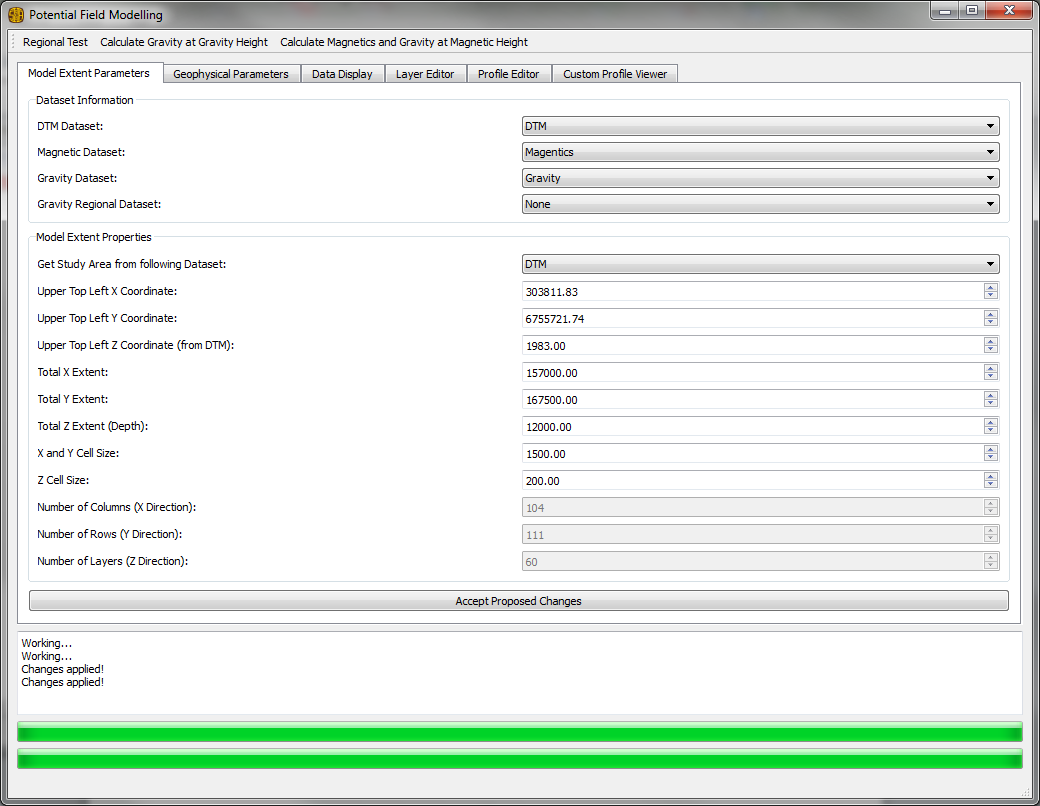 Potential Field Modelling
Regional Test Calculate Gravity at Gravity Height Calculate Magnetics and Gravity at Magnetic Height
Model Extent Parameters Geophysical Parameters Data Display Layer Editor Profile Editor Custom Profile Viewer
Dataset Information
DTM Dataset: DTM
Magnetic Dataset: Magentics
Gravity Dataset: Gravity
Gravity Regional Dataset: None
Model Extent Properties
Get Study Area from following Dataset: DTM
Upper Top Left X Coordinate: 303811.83
Upper Top Left Y Coordinate: 6755721.74
Upper Top Left Z Coordinate (from DTM): 1983.00
Total X Extent: 157000.00
Total Y Extent: 167500.00
Total Z Extent (Depth): 12000.00
X and Y Cell Size: 1500.00
Z Cell Size: 200.00
Number of Columns (X Direction): 104
Number of Rows (Y Direction): 111
Number of Layers (Z Direction): 60
Accept Proposed Changes
Working...
Working...
Changes applied!
Changes applied!